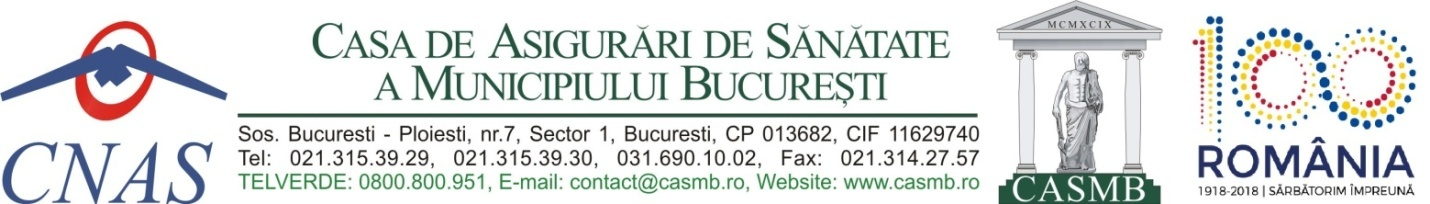 CNAS
CASA DE ASIGURĂRI DE SĂNĂTATE
A MUNICIPIULUI BUCUREȘTI
Sos. Bucuresti - Ploiesti, nr.7, Sector 1, Bucuresti, CP 013682, CIF 11629740
Tel: 021.315.39.29, 021.315.39.30, 031.690.10.02, Fax: 021.314.27.57
TELVERDE: 0800.800.951, E-mail: contact@casmb.ro, Website: www.casmb.ro
MCMXCIX
CASMB
100
ROMÂNIA
1918-2018 | SĂRBĂTORIM ÎMPREUNĂ